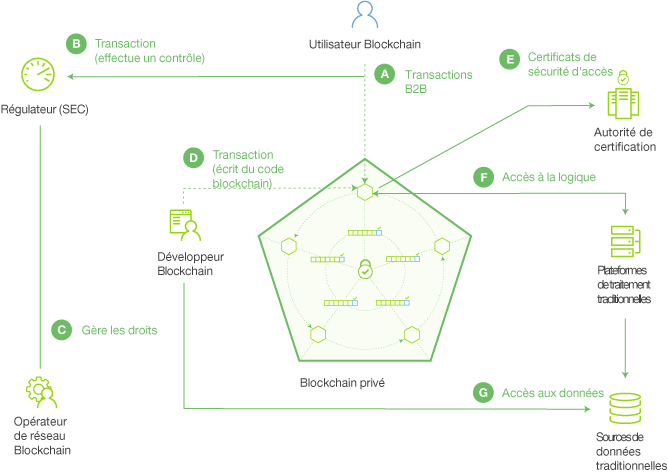 Utilisateur Blockchain
B
Transaction
(effectue un contrôle)
Régulateur (SEC)
A
Transactions
B2B
E
Certificats de
sécurité d'accès
Autorité de
certification
D
Transaction
(écrit du code
blockchain)
F
Accès à la logique
Développeur
Blockchain
Plateformes
de traitement
traditionnelles
C
Gère les droits
Blockchain privé
G
Accès aux données
Opérateur
de réseau
Blockchain
Sources de
données
traditionnelles